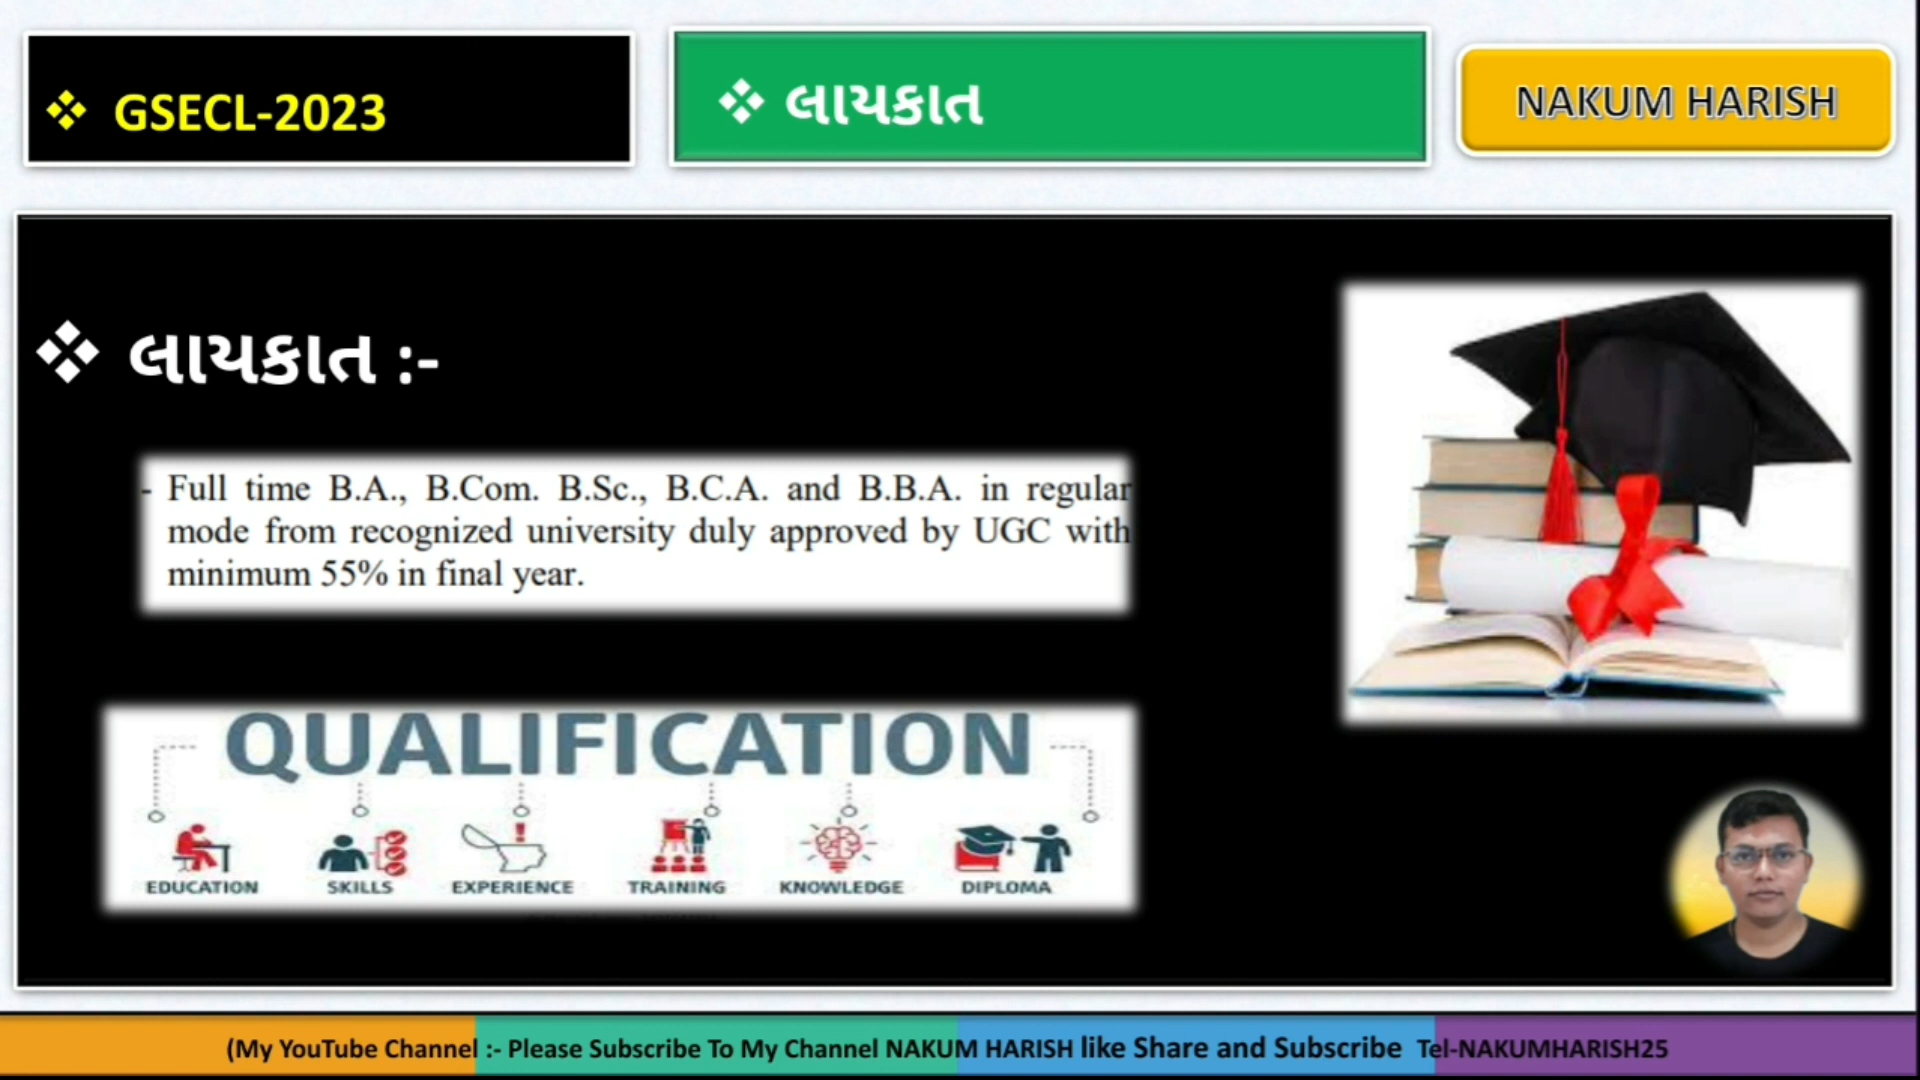 ❖ GSECL-2023
❖ લાયકાત
NAKUM HARISH
❖ લાયકાત :-
- Full time B.A., B.Com. B.Sc., B.C.A. and B.B.A. in regular
mode from recognized university duly approved by UGC with
minimum 55% in final year.
QUALIFICATION
EDUCATION SKILLS EXPERIENCE TRAINING KNOWLEDGE DIPLOMA
(My YouTube Channel :- Please Subscribe To My Channel NAKUM HARISH like Share and Subscribe Tel-NAKUMHARISH25